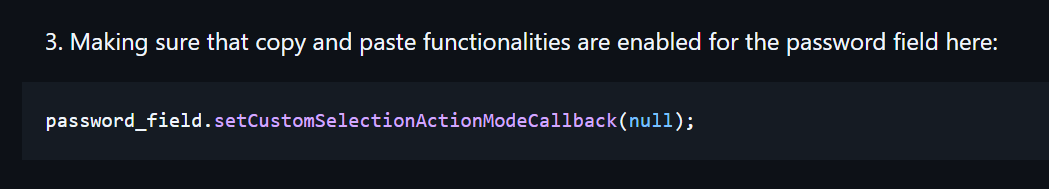 3. Making sure that copy and paste functionalities are enabled for the password field here:
password_field.setCustomSelectionActionModeCallback(null);